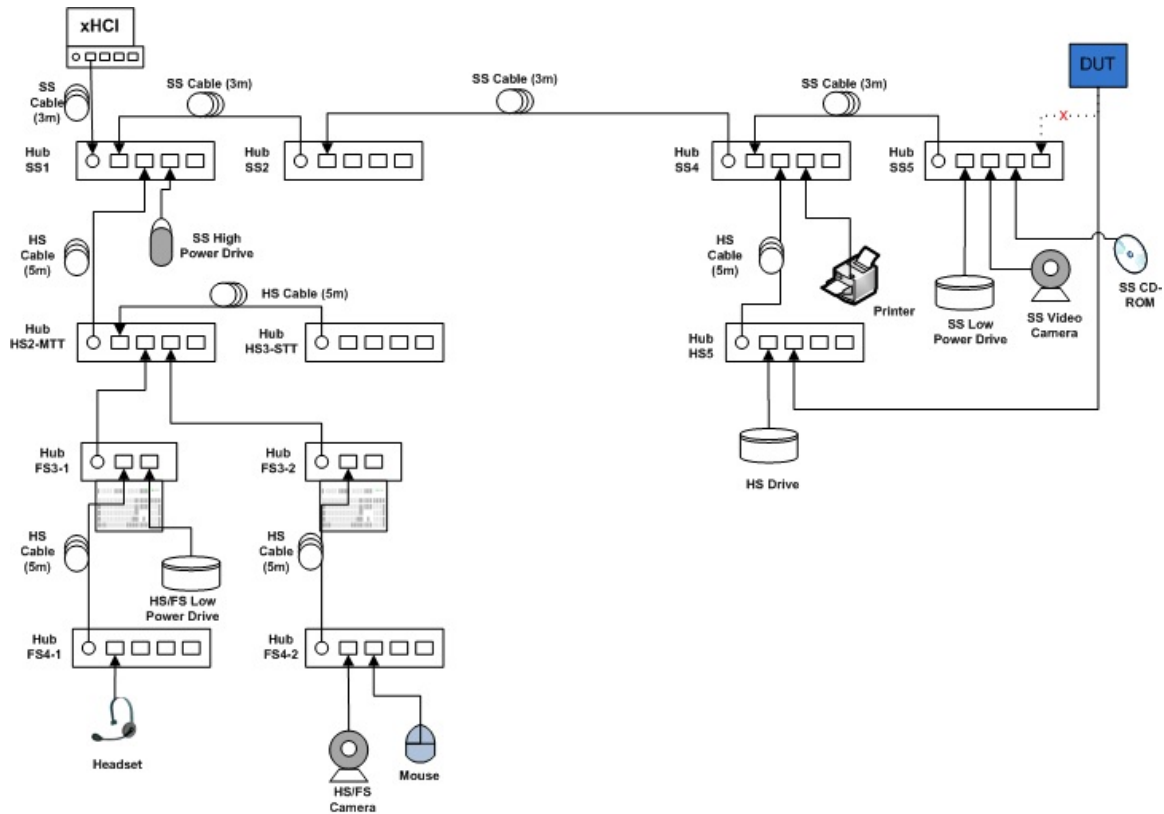 xHCI
DUT
SS
Cable
(3m)
SS Cable (3m)
SS Cable (3m)
SS Cable (3m)
X
Hub
SS1
Hub
SS2
Hub
SS4
Hub
SS5
HS
Cable
(5m)
SS High
Power Drive
HS
Cable
(5m)
Printer
SS Low
Power Drive
SS Video
Camera
SS CD-
ROM
HS Cable (5m)
Hub
HS2-MTT
Hub
HS3-STT
Hub
HS5
Hub
FS3-1
Hub
FS3-2
HS Drive
HS
Cable
(5m)
HS
Cable
(5m)
HS/FS Low
Power Drive
Hub
FS4-1
Hub
FS4-2
Headset
HS/FS
Camera
Mouse